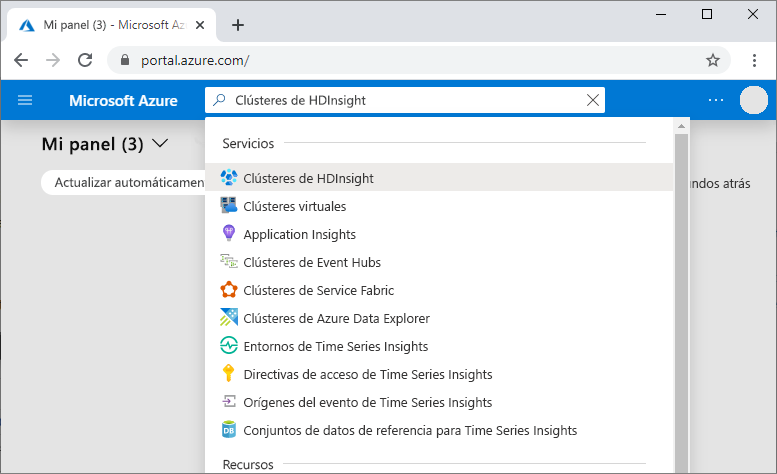 Mi panel (3) - Microsoft Az
portal.azure.com/
Microsoft Azure
Clústeres de HDInsight
Mi panel (3)
Servicios
Actualizar automáticamen
ndos atrás
Clústeres de HDInsight
Clústeres virtuales
Application Insights
Clústeres de Event Hubs
Clústeres de Service Fabric
Clústeres de Azure Data Explorer
Entornos de Time Series Insights
Directivas de acceso de Time Series Insights
Orígenes del evento de Time Series Insights
Conjuntos de datos de referencia para Time Series Insights
Recursos